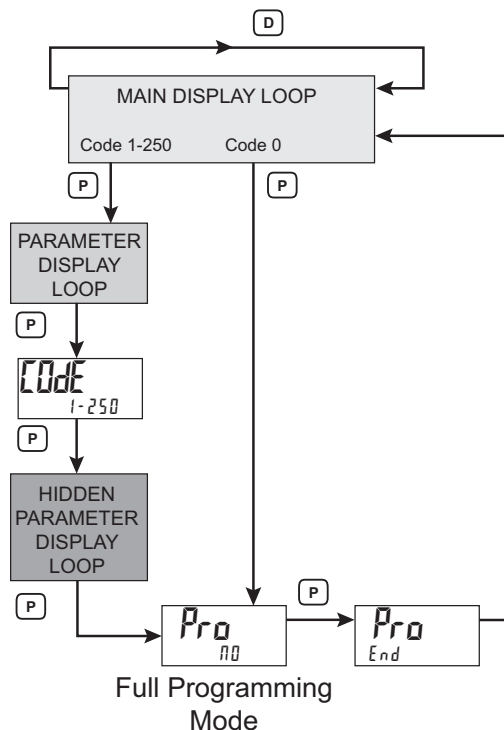 D
MAIN DISPLAY LOOP
Code 1-250 Code 0
P P
PARAMETER
DISPLAY
LOOP
P
COdE
1-250
P
HIDDEN
PARAMETER
DISPLAY
LOOP
P
Pro
NO
P
Pro
End
Full Programming
Mode